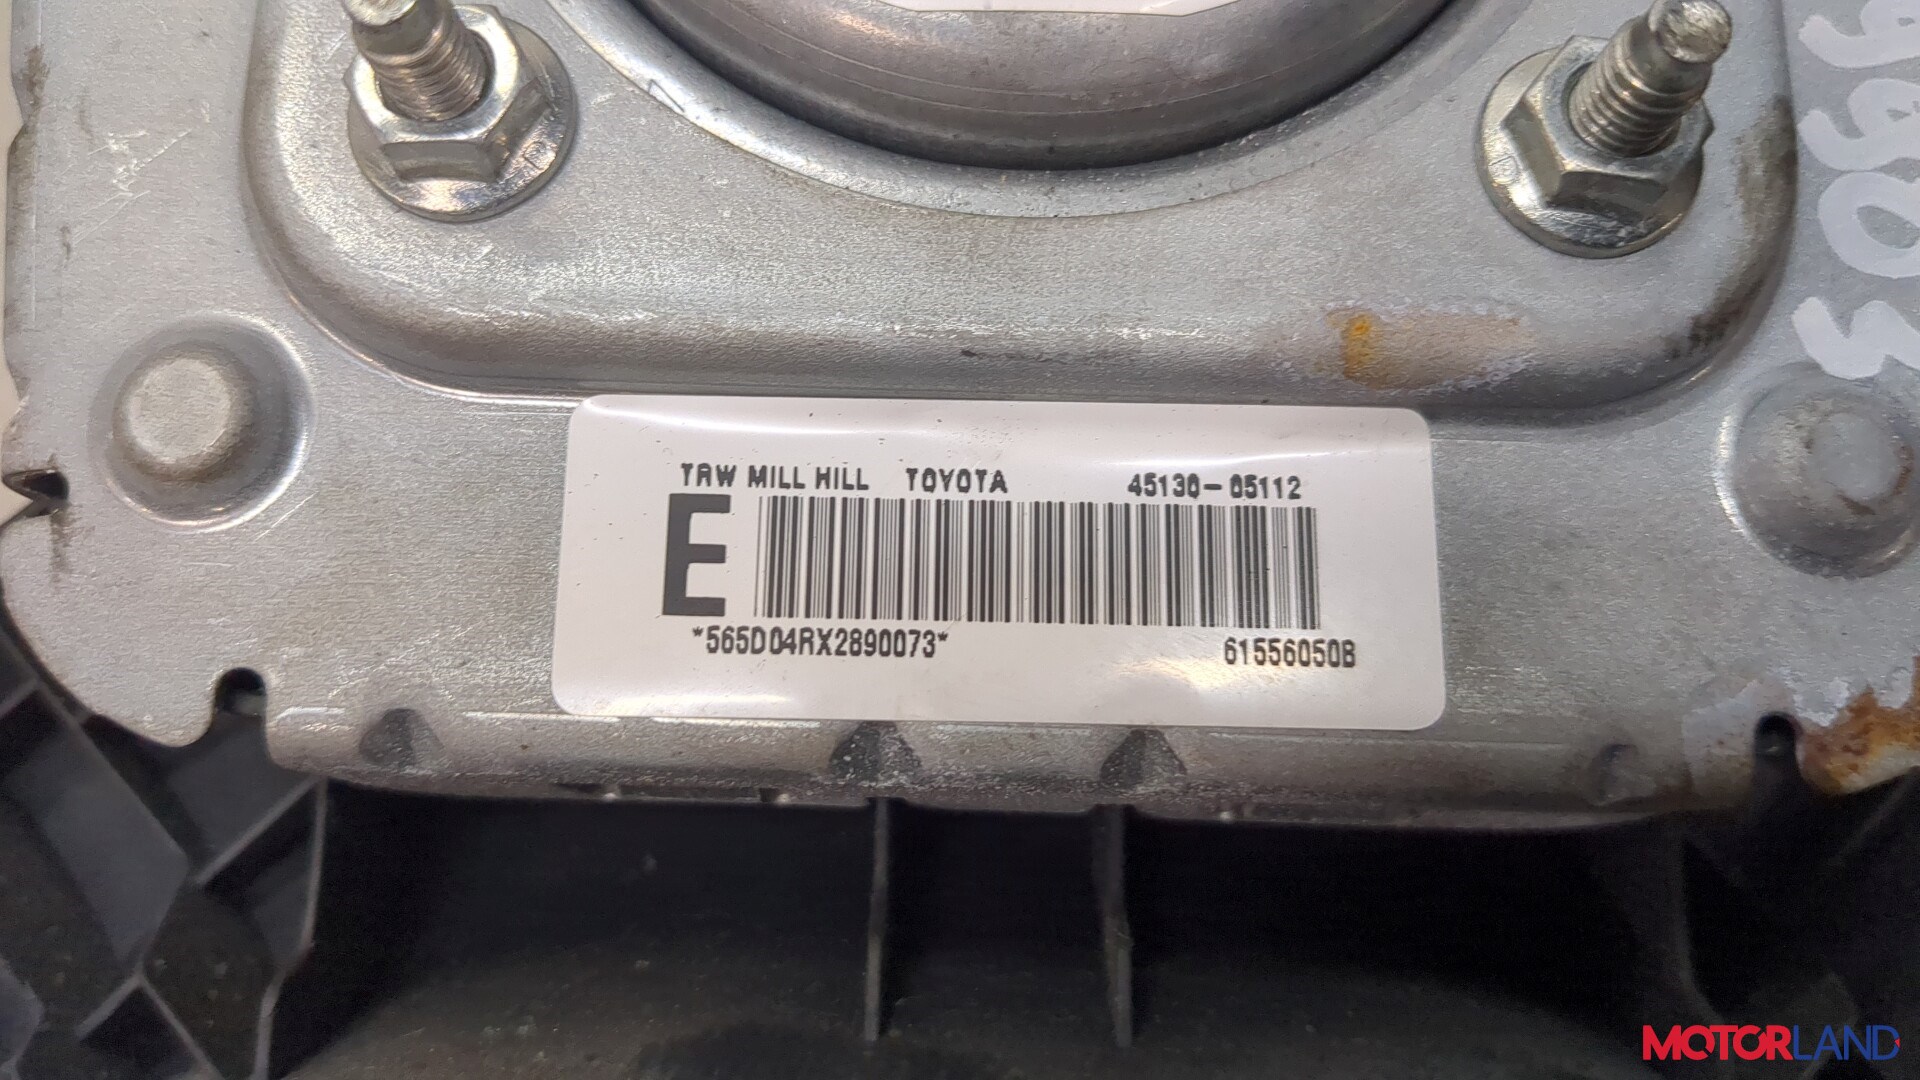 TRW MILL HILL TOYOTA 45130-05112
E
*565D04RX2890073* 61556050B
MOTORLAND